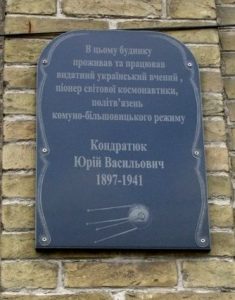 В цьому будинку
проживав та працював
видатний український вчений ,
піонер світової космонавтики,
політв'язень
комуно-більшовицького режиму
Кондратюк
Юрій Васильович
1897-1941